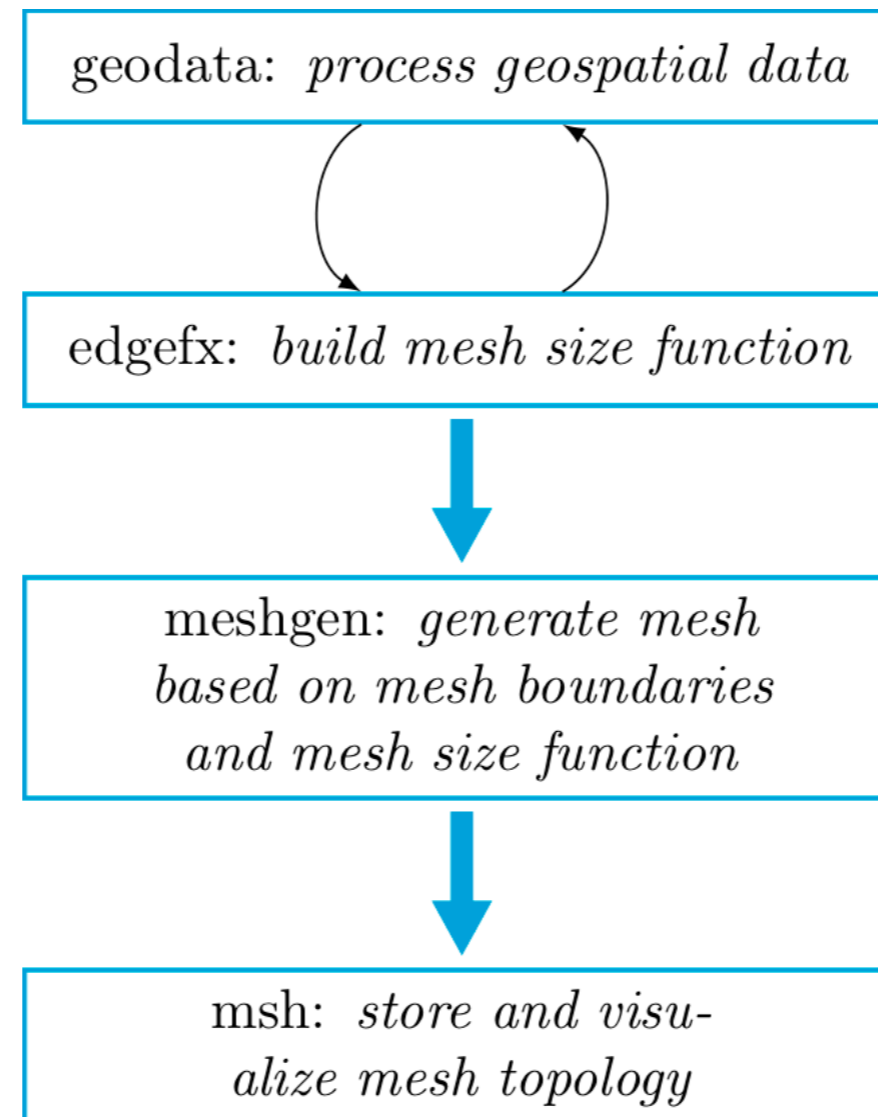 geodata: process geospatial data
edgefx: build mesh size function
meshgen: generate mesh
based on mesh boundaries
and mesh size function
msh: store and visu-
alize mesh topology